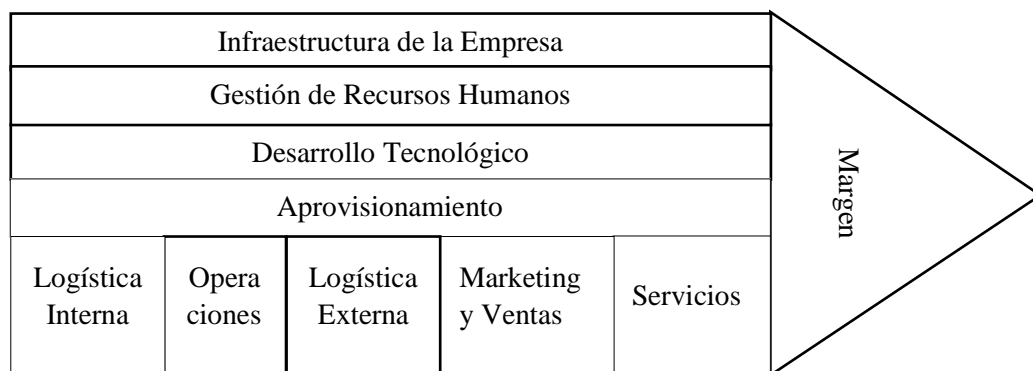 Infraestructura de la Empresa
Gestión de Recursos Humanos
Desarrollo Tecnológico
Aprovisionamiento
Margen
Logística
Interna
Opera
ciones
Logística
Externa
Marketing
y Ventas
Servicios